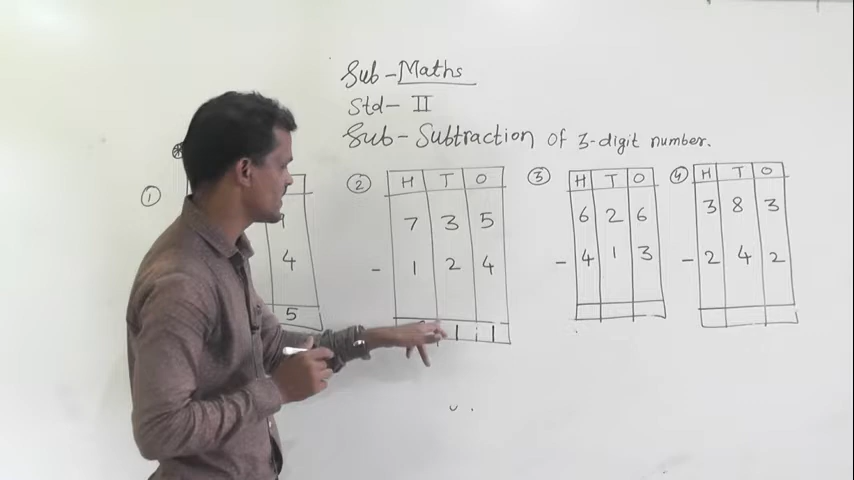 Sub - Maths
Std - II
Sub - Subtraction of 3-digit number.
①
9
4
5
② H T O
7 3 5
- 1 2 4
1 1
③ H T O
6 2 6
- 4 1 3
④ H T O
3 8 3
- 2 4 2